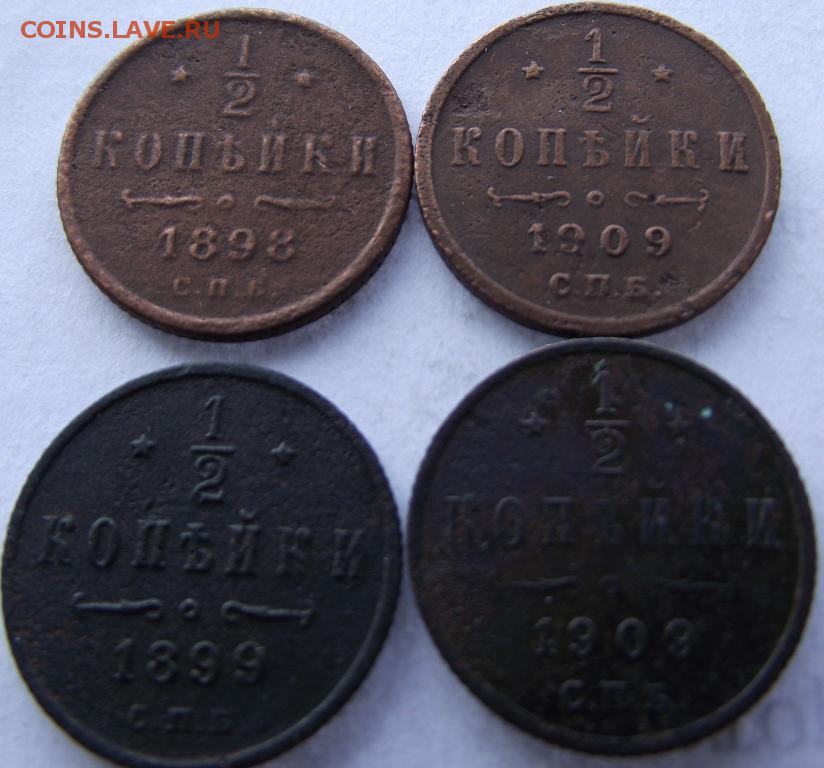 COINS.LAVE.RU
1/2
КОПѢЙКИ
1898
С.П.Б.
1/2
КОПѢЙКИ
1909
С.П.Б.
1/2
КОПѢЙКИ
1899
С.П.Б.
1/2
КОПѢЙКИ
1909
С.П.Б.